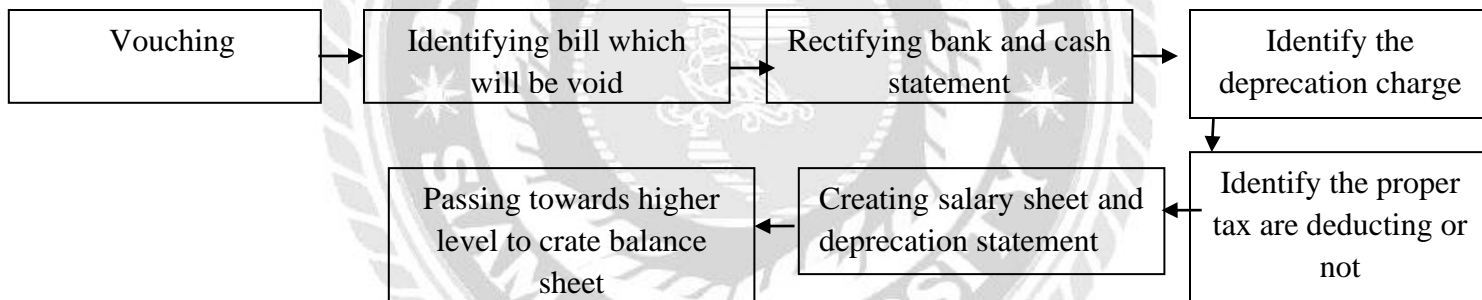 Vouching
Identifying bill which
will be void
Rectifying bank and cash
statement
Identify the
deprecation charge
Identify the proper
tax are deducting or
not
Creating salary sheet and
deprecation statement
Passing towards higher
level to crate balance
sheet